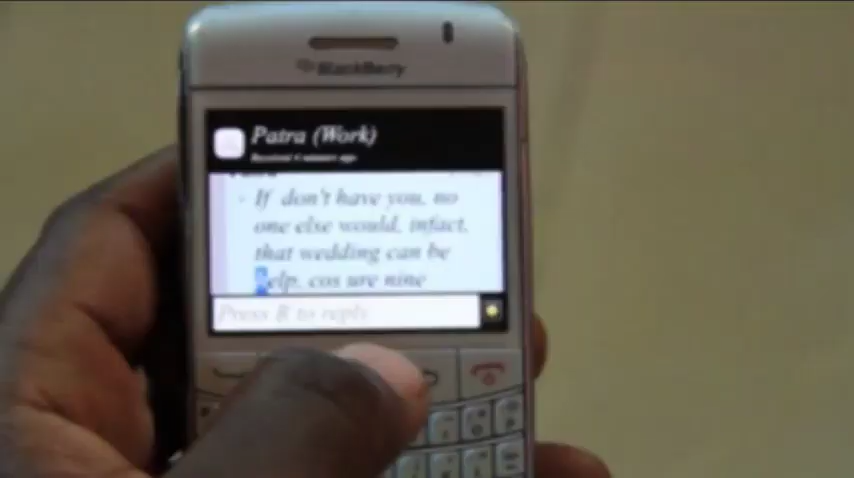 BlackBerry
Patra (Work)
If don't have you, no
one else would, infact,
that wedding can be
elp, cos ure nine
Press R to reply